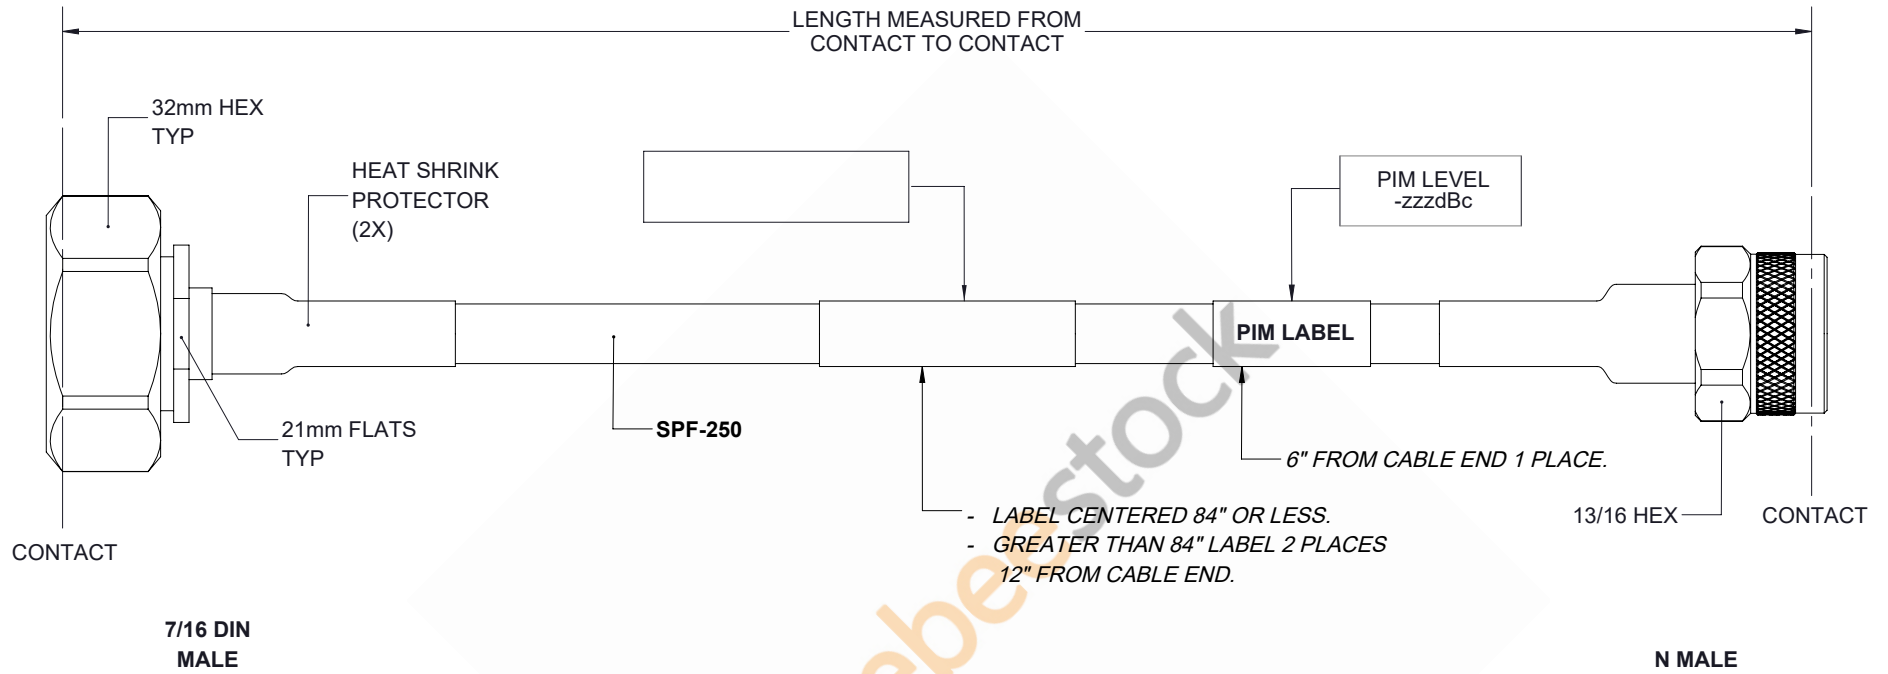 LENGTH MEASURED FROM
CONTACT TO CONTACT
32mm HEX
TYP
HEAT SHRINK
PROTECTOR
(2X)
PIM LEVEL
-zzzdBc
PIM LABEL
21mm FLATS
TYP
SPF-250
6" FROM CABLE END 1 PLACE.
- LABEL CENTERED 84" OR LESS.
- GREATER THAN 84" LABEL 2 PLACES
12" FROM CABLE END.
13/16 HEX
CONTACT
CONTACT
7/16 DIN
MALE
N MALE
ebeestock